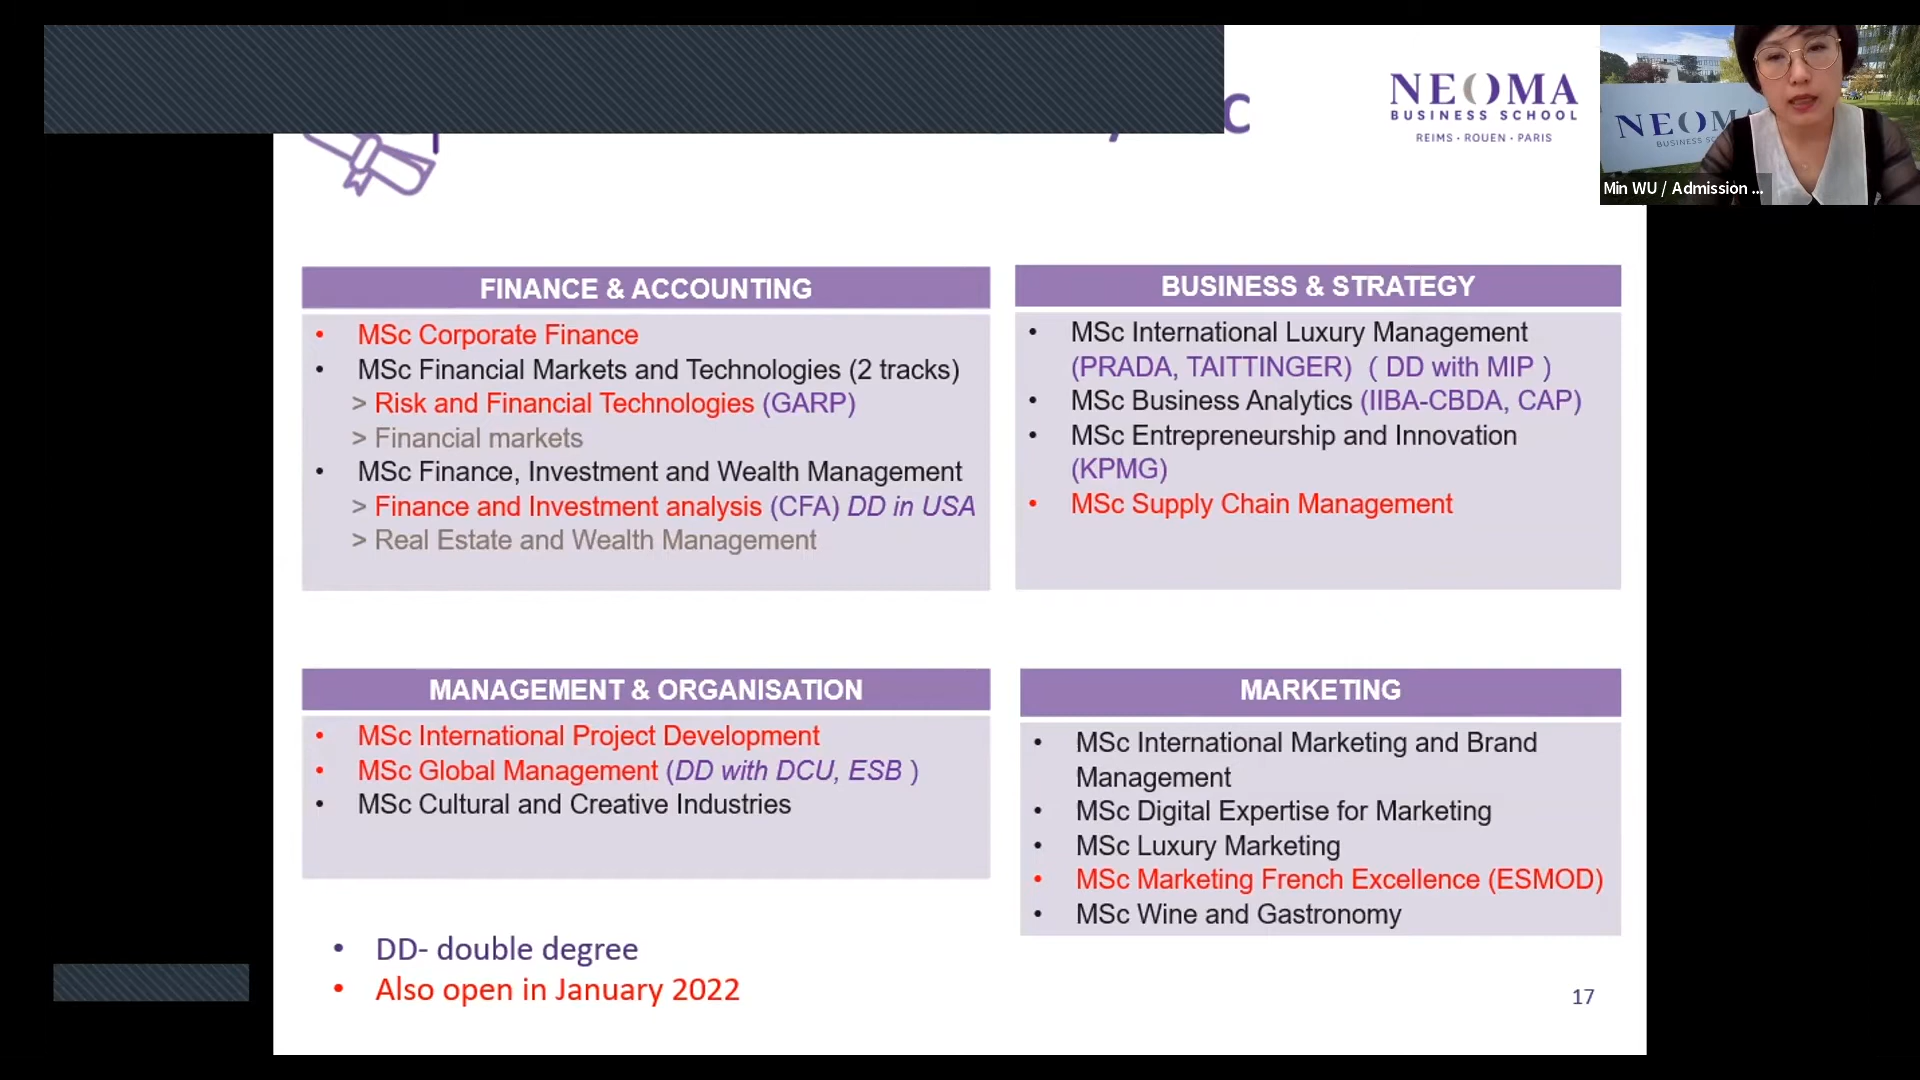 NEOMA
BUSINESS SCHOOL
REIMS • ROUEN • PARIS
NEOM
BUSINESS SC
Min WU / Admission ...
FINANCE & ACCOUNTING
• MSc Corporate Finance
• MSc Financial Markets and Technologies (2 tracks)
> Risk and Financial Technologies (GARP)
> Financial markets
• MSc Finance, Investment and Wealth Management
> Finance and Investment analysis (CFA) DD in USA
> Real Estate and Wealth Management
BUSINESS & STRATEGY
• MSc International Luxury Management
(PRADA, TAITTINGER) ( DD with MIP )
• MSc Business Analytics (IIBA-CBDA, CAP)
• MSc Entrepreneurship and Innovation
(KPMG)
• MSc Supply Chain Management
MANAGEMENT & ORGANISATION
• MSc International Project Development
• MSc Global Management (DD with DCU, ESB )
• MSc Cultural and Creative Industries
MARKETING
• MSc International Marketing and Brand
Management
• MSc Digital Expertise for Marketing
• MSc Luxury Marketing
• MSc Marketing French Excellence (ESMOD)
• MSc Wine and Gastronomy
• DD- double degree
• Also open in January 2022
17